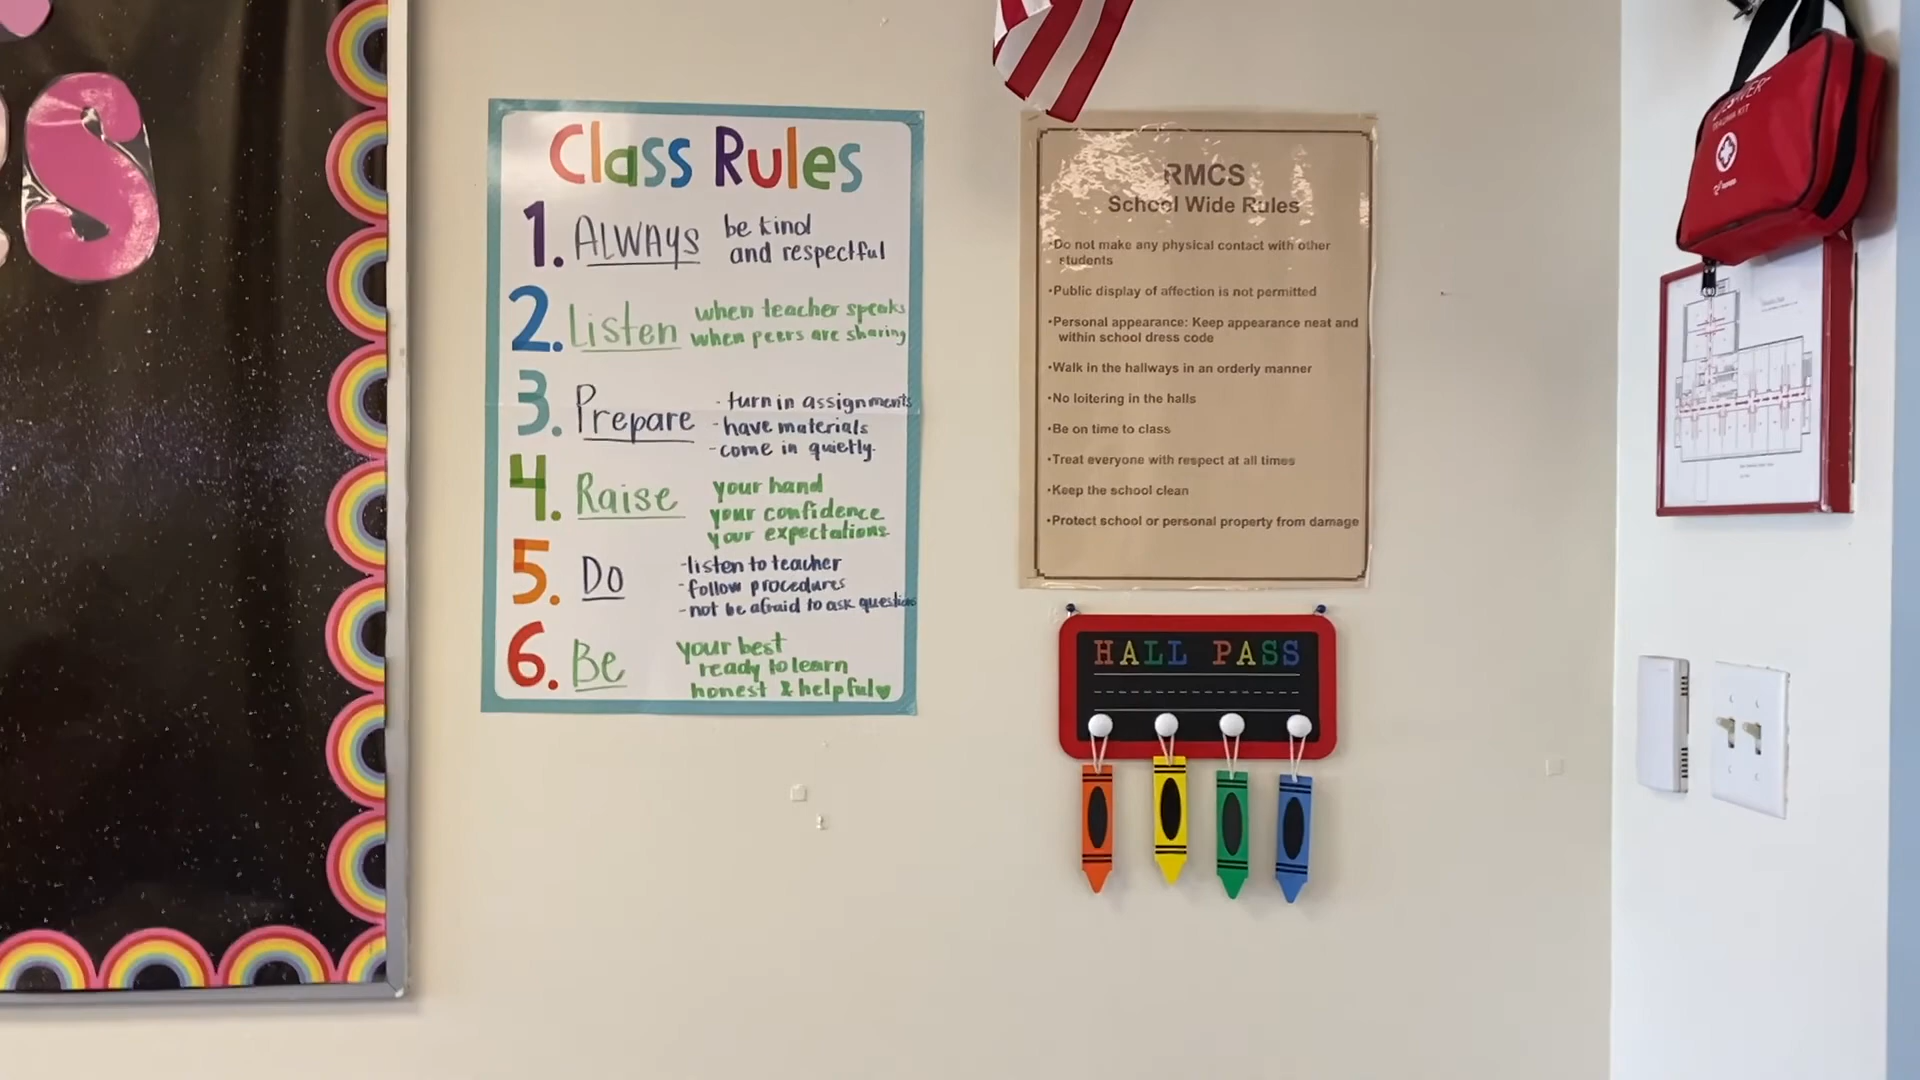 S
Class Rules
1. ALWAYS be kind
and respectful
2. Listen when teacher speaks
when peers are sharing
3. Prepare - turn in assignments
- have materials
- come in quietly.
4. Raise your hand
your confidence
your expectations
5. Do - listen to teacher
- follow procedures
- not be afraid to ask questions
6. Be your best
ready to learn
honest & helpful
RMCS
School Wide Rules
•Do not make any physical contact with other
students
•Public display of affection is not permitted
•Personal appearance: Keep appearance neat and
within school dress code
•Walk in the hallways in an orderly manner
•No loitering in the halls
•Be on time to class
•Treat everyone with respect at all times
•Keep the school clean
•Protect school or personal property from damage
HALL PASS
KIT